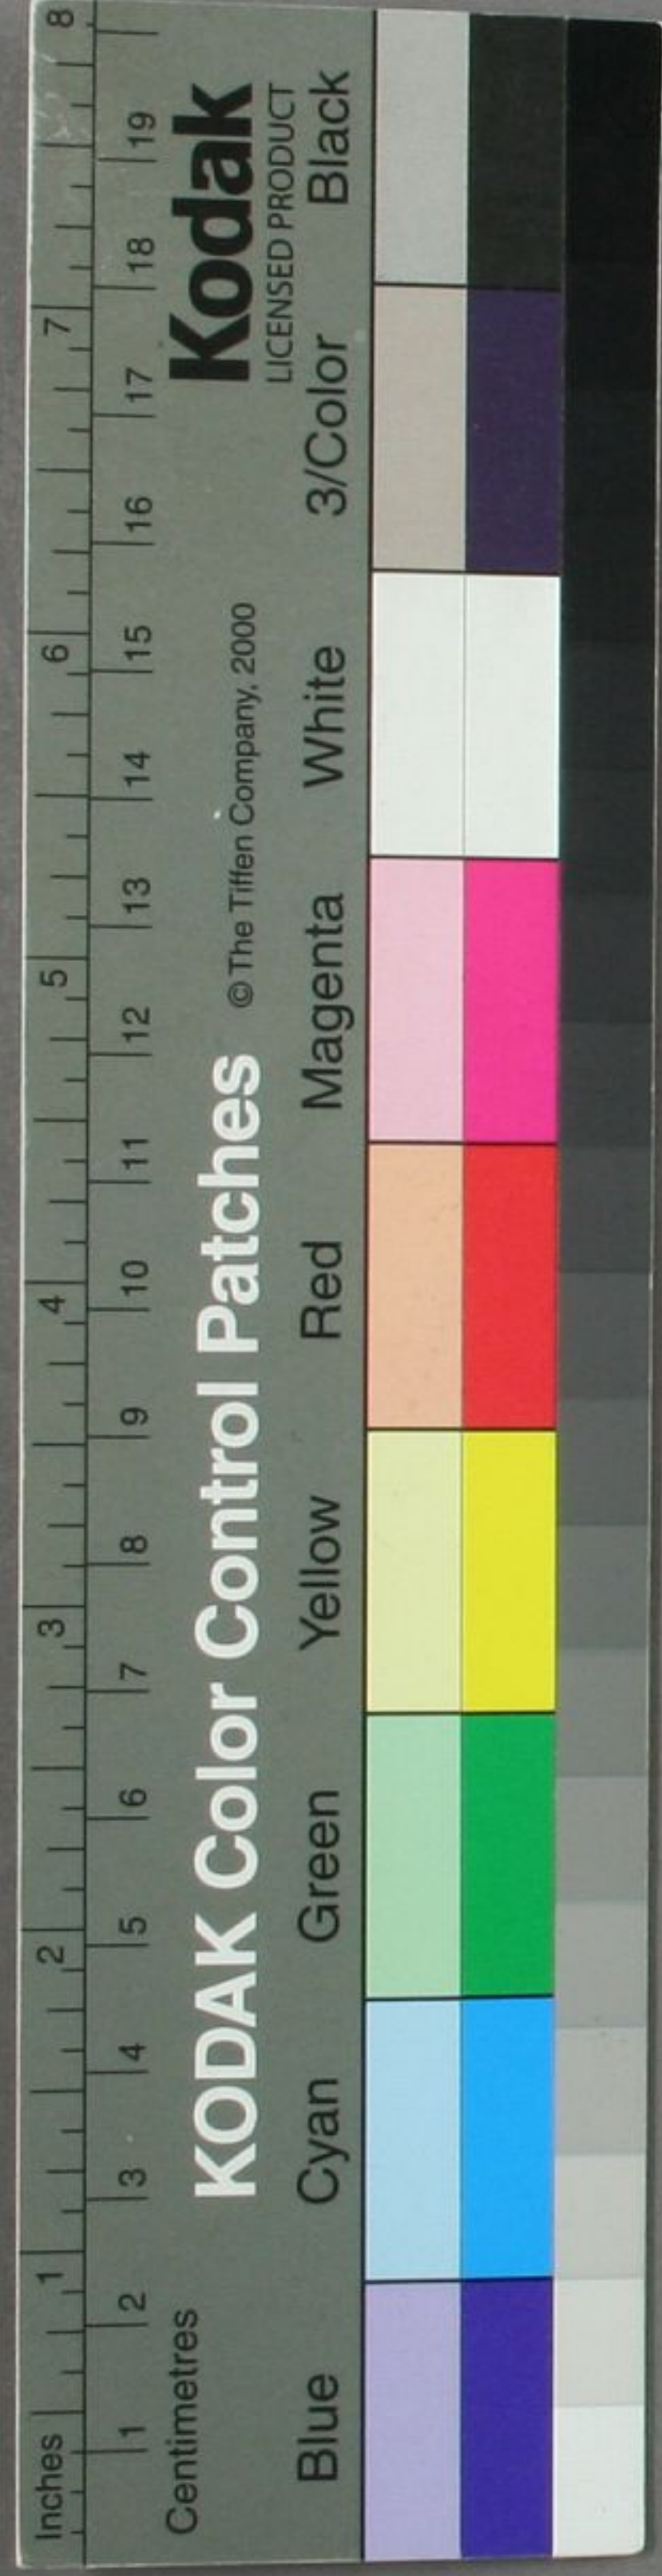 Inches 1 2 3 4 5 6 7 8
Centimetres 1 2 3 4 5 6 7 8 9 10 11 12 13 14 15 16 17 18 19
KODAK Color Control Patches © The Tiffen Company, 2000 Kodak
LICENSED PRODUCT
Blue Cyan Green Yellow Red Magenta White 3/Color Black